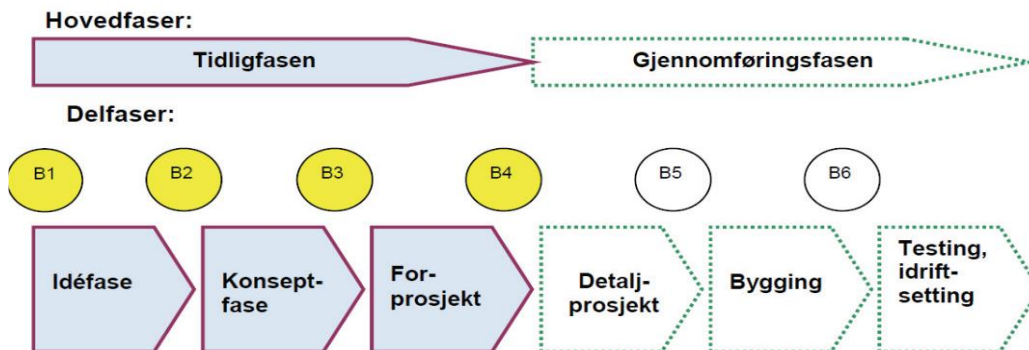 Hovedfaser:
Tidligfasen
Gjennomføringsfasen
Delfaser:
B1
B2
B3
B4
B5
B6
Idéfase
Konsept-
fase
For-
prosjekt
Detalj-
prosjekt
Bygging
Testing,
idrift-
setting